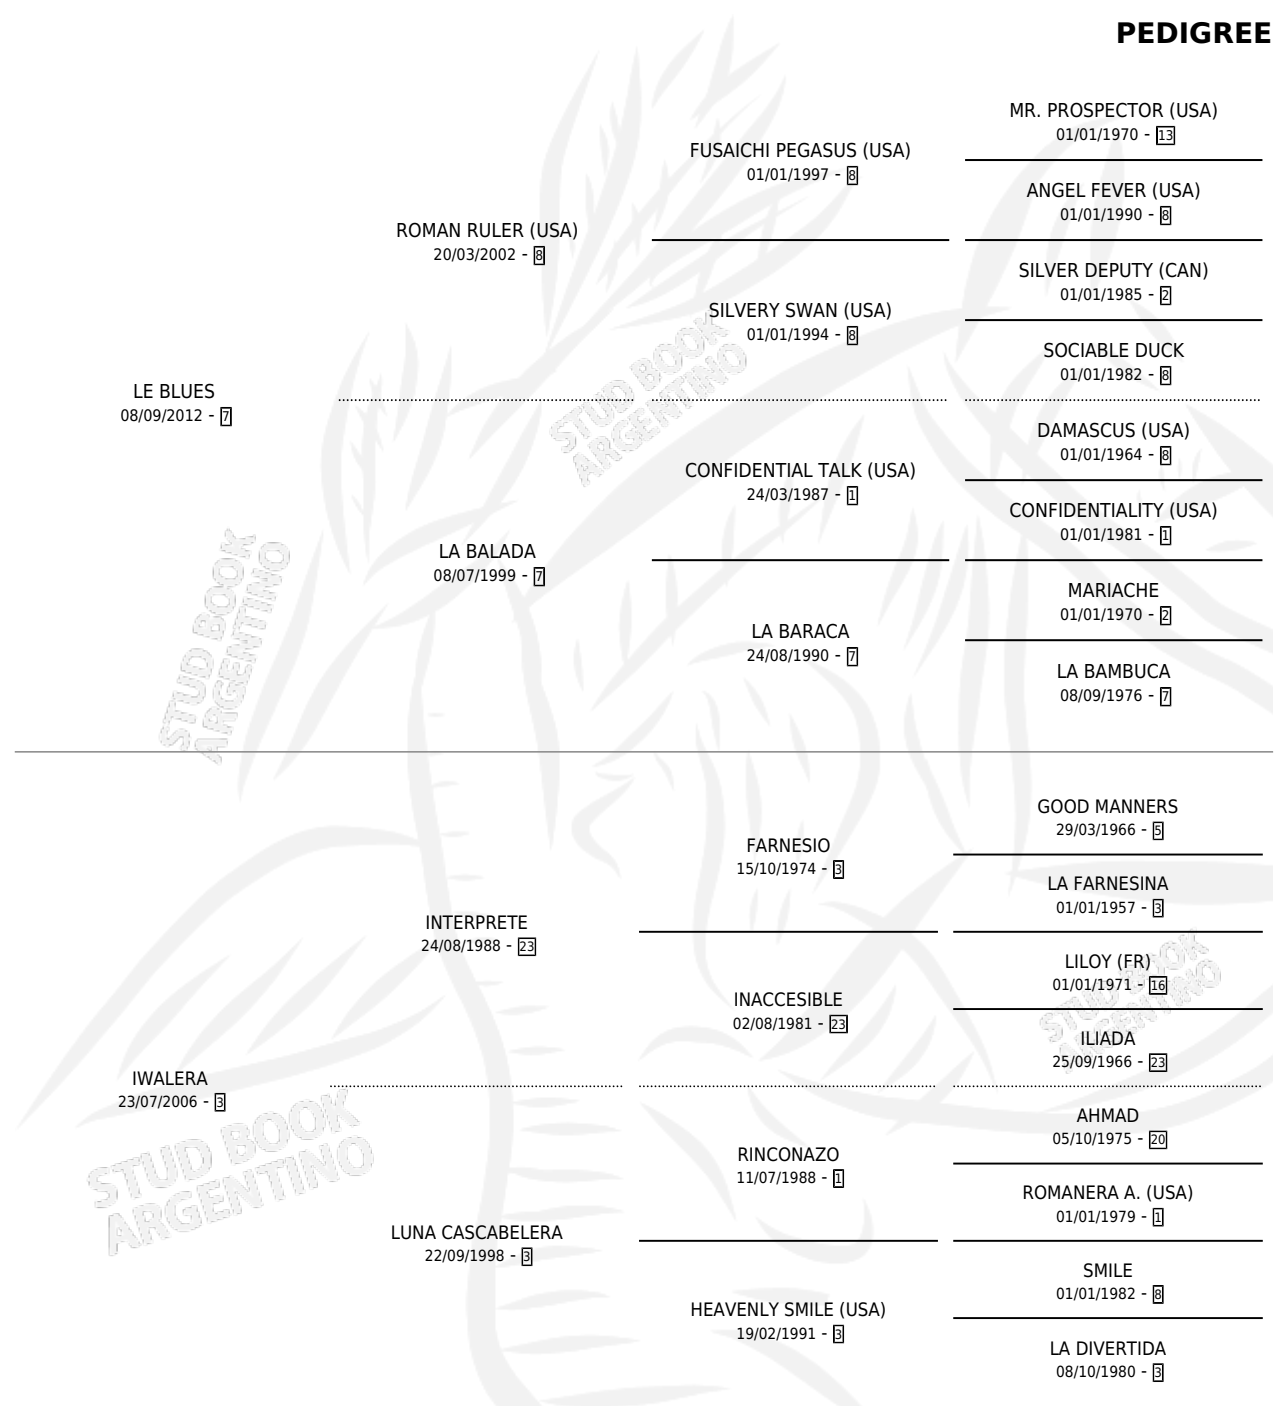 PEDIGREE
MR. PROSPECTOR (USA)
01/01/1970 - 13
FUSAICHI PEGASUS (USA)
01/01/1997 - 8
ANGEL FEVER (USA)
01/01/1990 - 8
ROMAN RULER (USA)
20/03/2002 - 8
SILVER DEPUTY (CAN)
01/01/1985 - 2
SILVERY SWAN (USA)
01/01/1994 - 8
SOCIABLE DUCK
01/01/1982 - 8
LE BLUES
08/09/2012 - 7
STUD BOOK
ARGENTINO
DAMASCUS (USA)
01/01/1964 - 8
CONFIDENTIAL TALK (USA)
24/03/1987 - 1
CONFIDENTIALITY (USA)
01/01/1981 - 1
LA BALADA
08/07/1999 - 7
MARIACHE
01/01/1970 - 2
LA BARACA
24/08/1990 - 7
LA BAMBUCA
08/09/1976 - 7
STUD BOOK
ARGENTINO
GOOD MANNERS
29/03/1966 - 5
FARNESIO
15/10/1974 - 3
LA FARNESINA
01/01/1957 - 3
INTERPRETE
24/08/1988 - 23
LILOY (FR)
01/01/1971 - 16
INACCESIBLE
02/08/1981 - 23
STUD BOOK
ARGENTINO
ILIADA
25/09/1966 - 23
IWALERA
23/07/2006 - 3
AHMAD
05/10/1975 - 20
RINCONAZO
11/07/1988 - 1
ROMANERA A. (USA)
01/01/1979 - 1
STUD BOOK
ARGENTINO
LUNA CASCABELERA
22/09/1998 - 3
SMILE
01/01/1982 - 8
HEAVENLY SMILE (USA)
19/02/1991 - 3
LA DIVERTIDA
08/10/1980 - 3